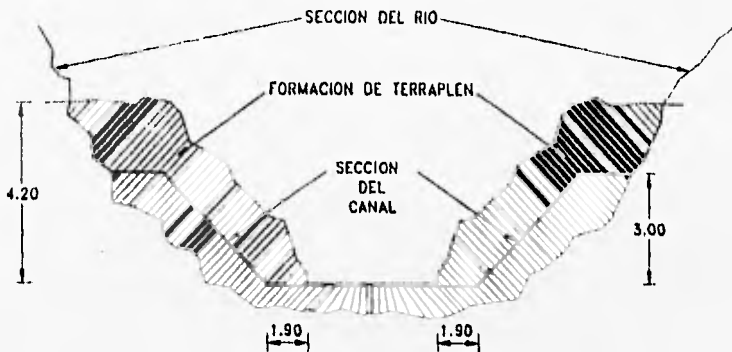 SECCION DEL RIO
FORMACION DE TERRAPLEN
SECCION
DEL
CANAL
4.20
3.00
1.90
1.90